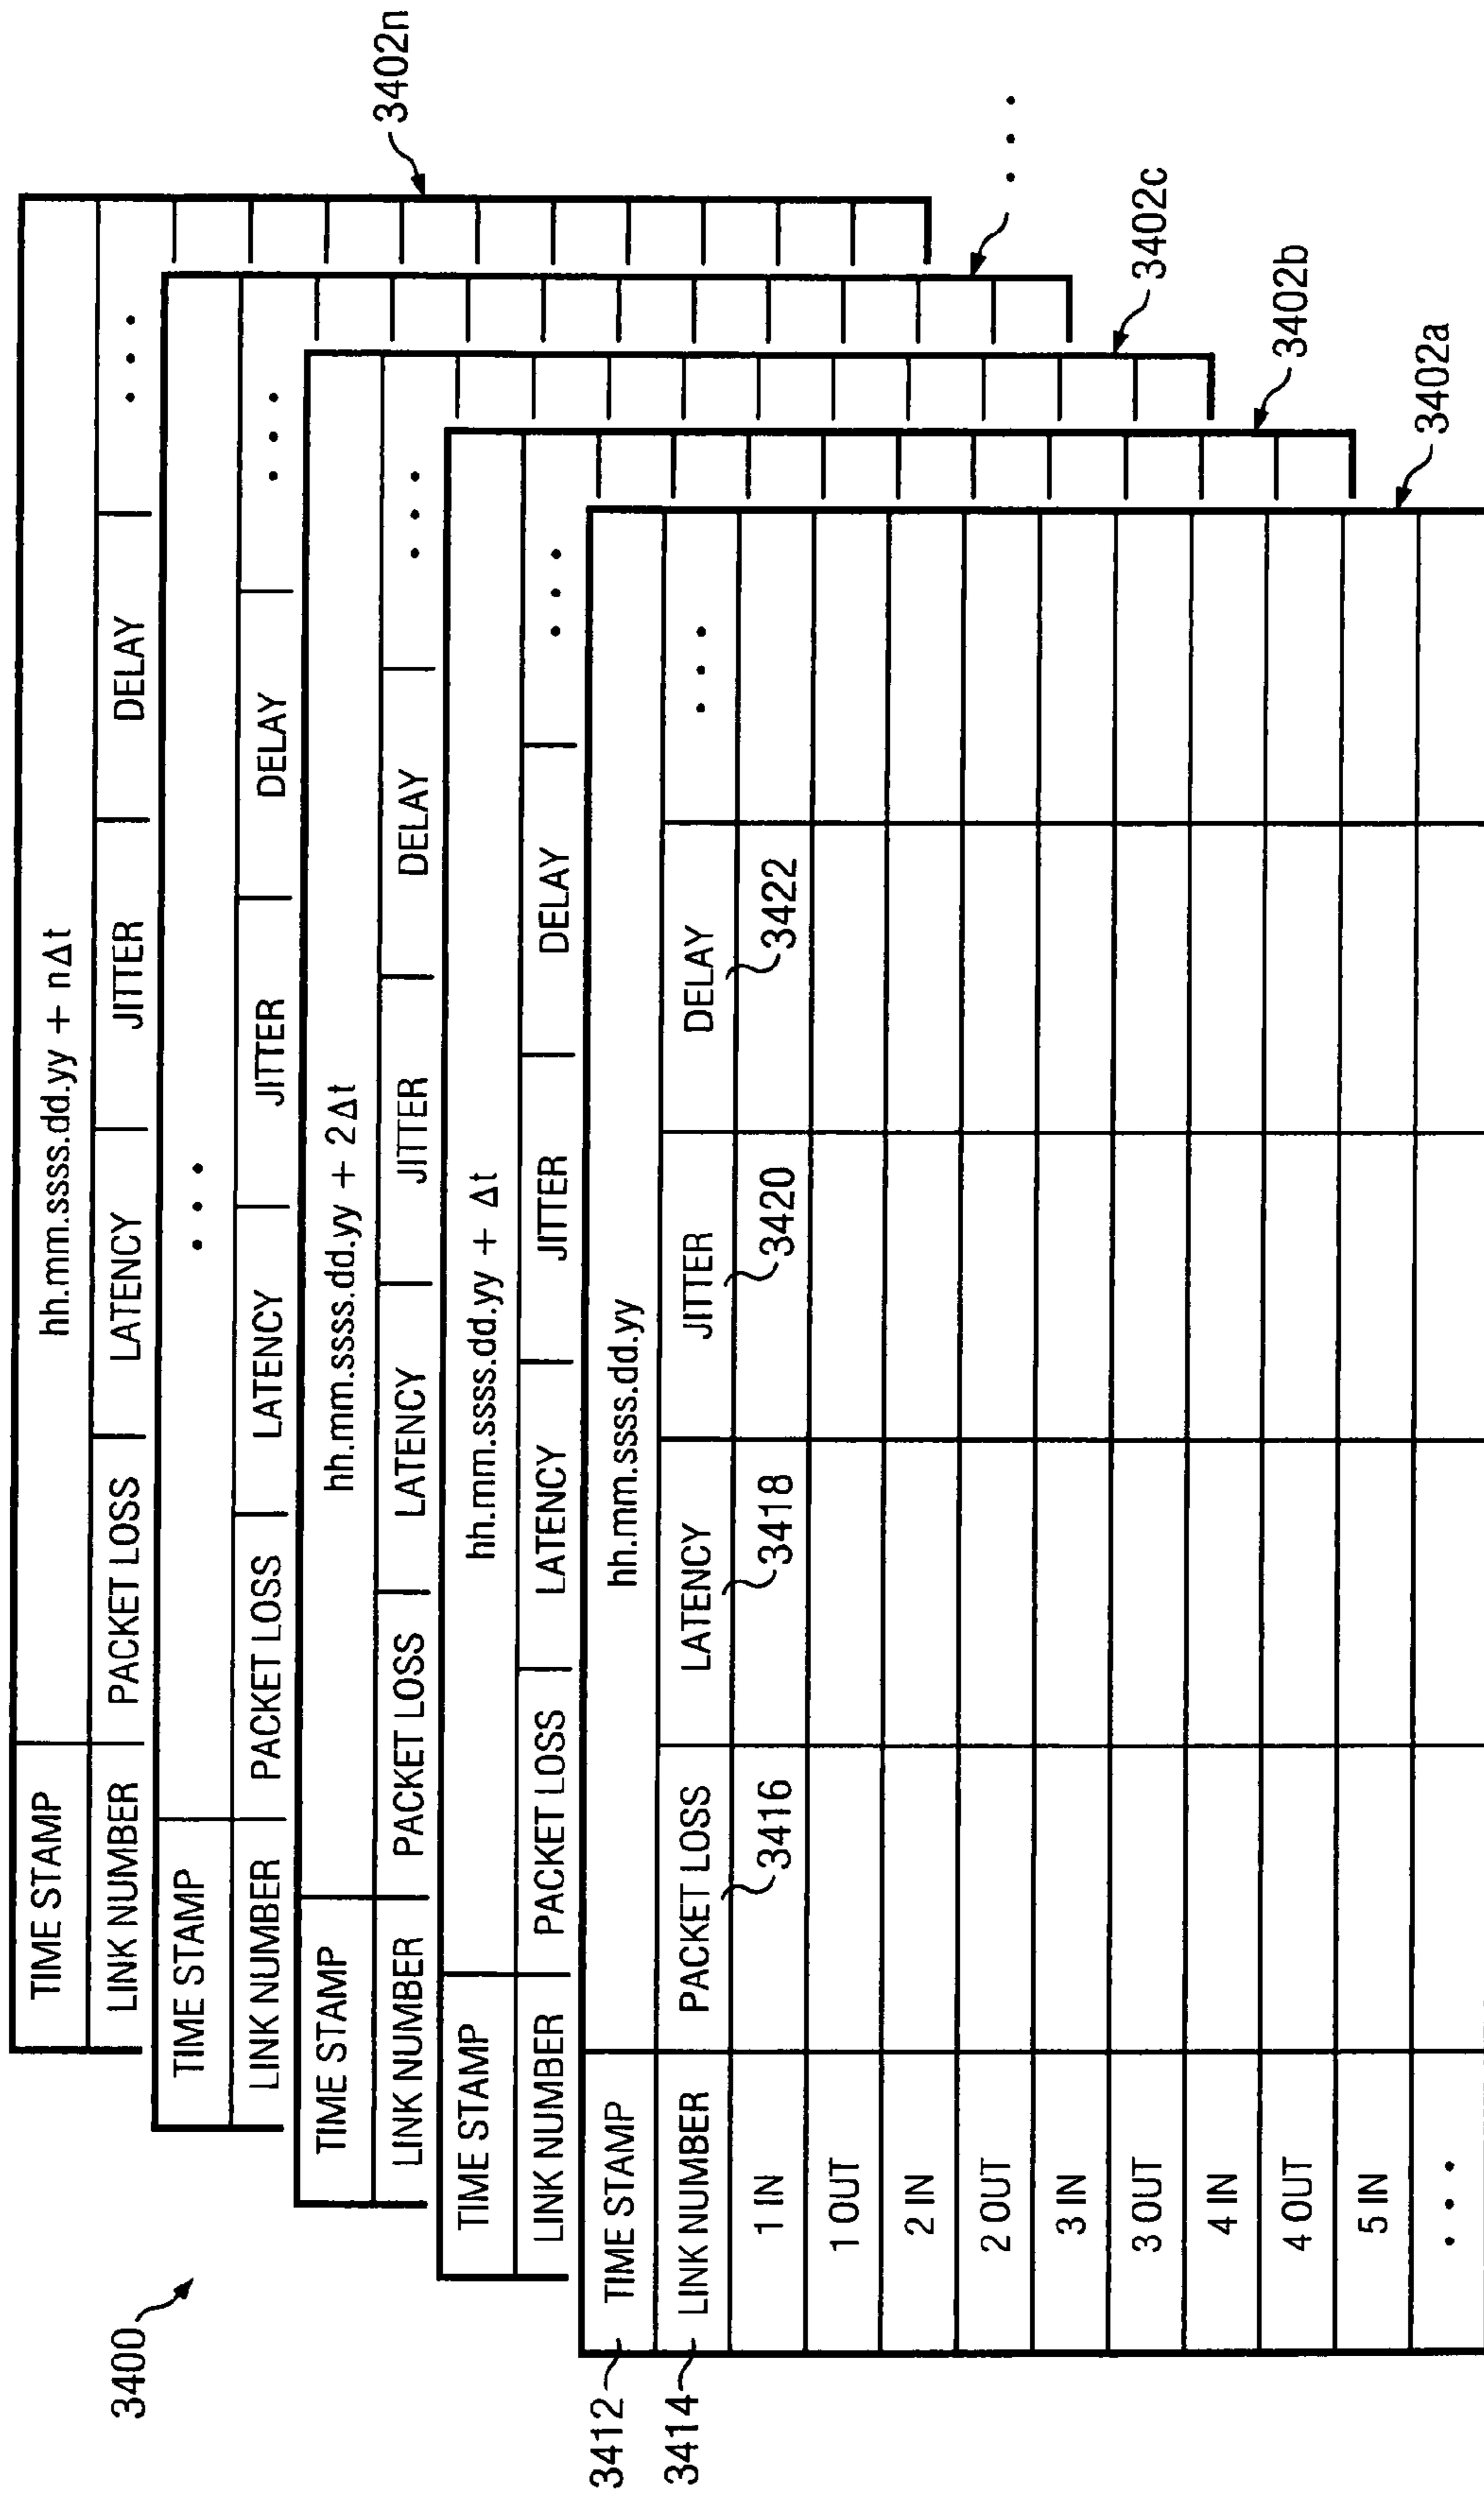 3400
TIME STAMP hh.mm.ssss.dd.yy + nΔt
LINK NUMBER PACKET LOSS LATENCY JITTER DELAY • • •
3402n
TIME STAMP • • •
LINK NUMBER PACKET LOSS LATENCY JITTER DELAY • • •
• • •
TIME STAMP hh.mm.ssss.dd.yy + 2Δt
LINK NUMBER PACKET LOSS LATENCY JITTER DELAY • • •
3402c
TIME STAMP hh.mm.ssss.dd.yy + Δt
LINK NUMBER PACKET LOSS LATENCY JITTER DELAY • • •
3402b
3412 TIME STAMP hh.mm.ssss.dd.yy
3414 LINK NUMBER PACKET LOSS LATENCY JITTER DELAY • • •
1 IN 3416 3418 3420 3422
1 OUT
2 IN
2 OUT
3 IN
3 OUT
4 IN
4 OUT
5 IN
• • •
3402a